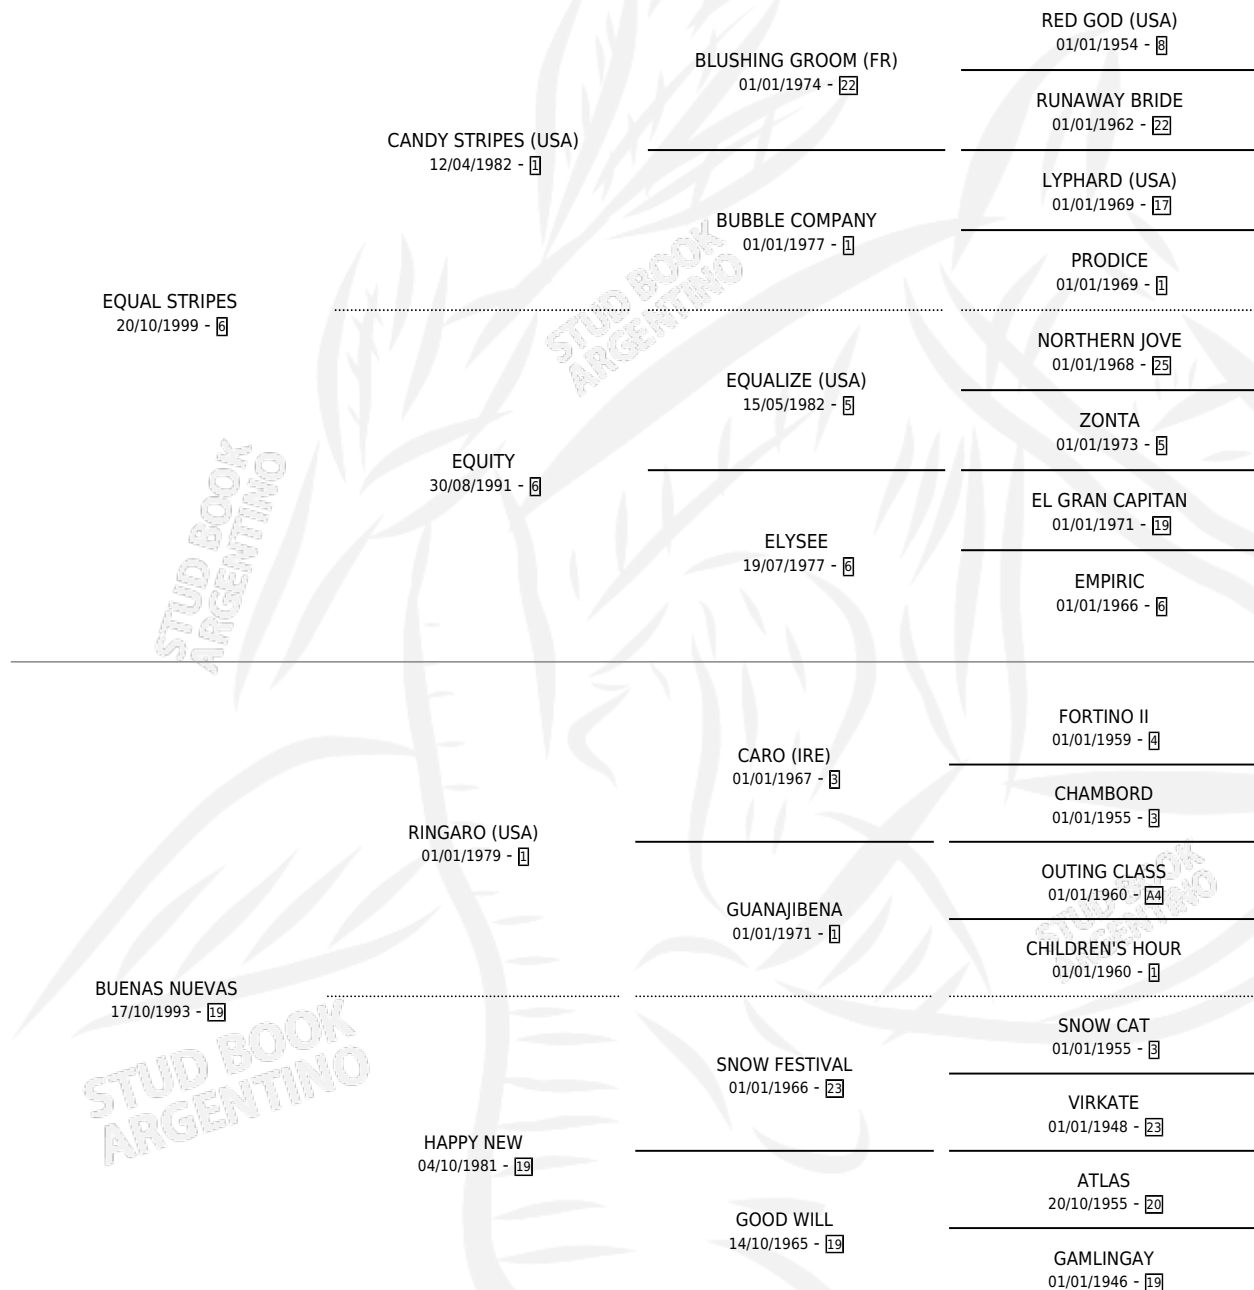 RED GOD (USA)
01/01/1954 - 8
BLUSHING GROOM (FR)
01/01/1974 - 22
RUNAWAY BRIDE
01/01/1962 - 22
CANDY STRIPES (USA)
12/04/1982 - 1
LYPHARD (USA)
01/01/1969 - 17
BUBBLE COMPANY
01/01/1977 - 1
PRODICE
01/01/1969 - 1
EQUAL STRIPES
20/10/1999 - 6
NORTHERN JOVE
01/01/1968 - 25
EQUALIZE (USA)
15/05/1982 - 5
ZONTA
01/01/1973 - 5
EQUITY
30/08/1991 - 6
EL GRAN CAPITAN
01/01/1971 - 19
ELYSEE
19/07/1977 - 6
EMPIRIC
01/01/1966 - 6
STUD BOOK
ARGENTINO
STUD BOOK
ARGENTINO
FORTINO II
01/01/1959 - 4
CARO (IRE)
01/01/1967 - 3
CHAMBORD
01/01/1955 - 3
RINGARO (USA)
01/01/1979 - 1
OUTING CLASS
01/01/1960 - A4
GUANAJIBENA
01/01/1971 - 1
CHILDREN'S HOUR
01/01/1960 - 1
BUENAS NUEVAS
17/10/1993 - 19
SNOW CAT
01/01/1955 - 3
SNOW FESTIVAL
01/01/1966 - 23
VIRKATE
01/01/1948 - 23
HAPPY NEW
04/10/1981 - 19
ATLAS
20/10/1955 - 20
GOOD WILL
14/10/1965 - 19
GAMLINGAY
01/01/1946 - 19
STUD BOOK
ARGENTINO
STUD BOOK
ARGENTINO